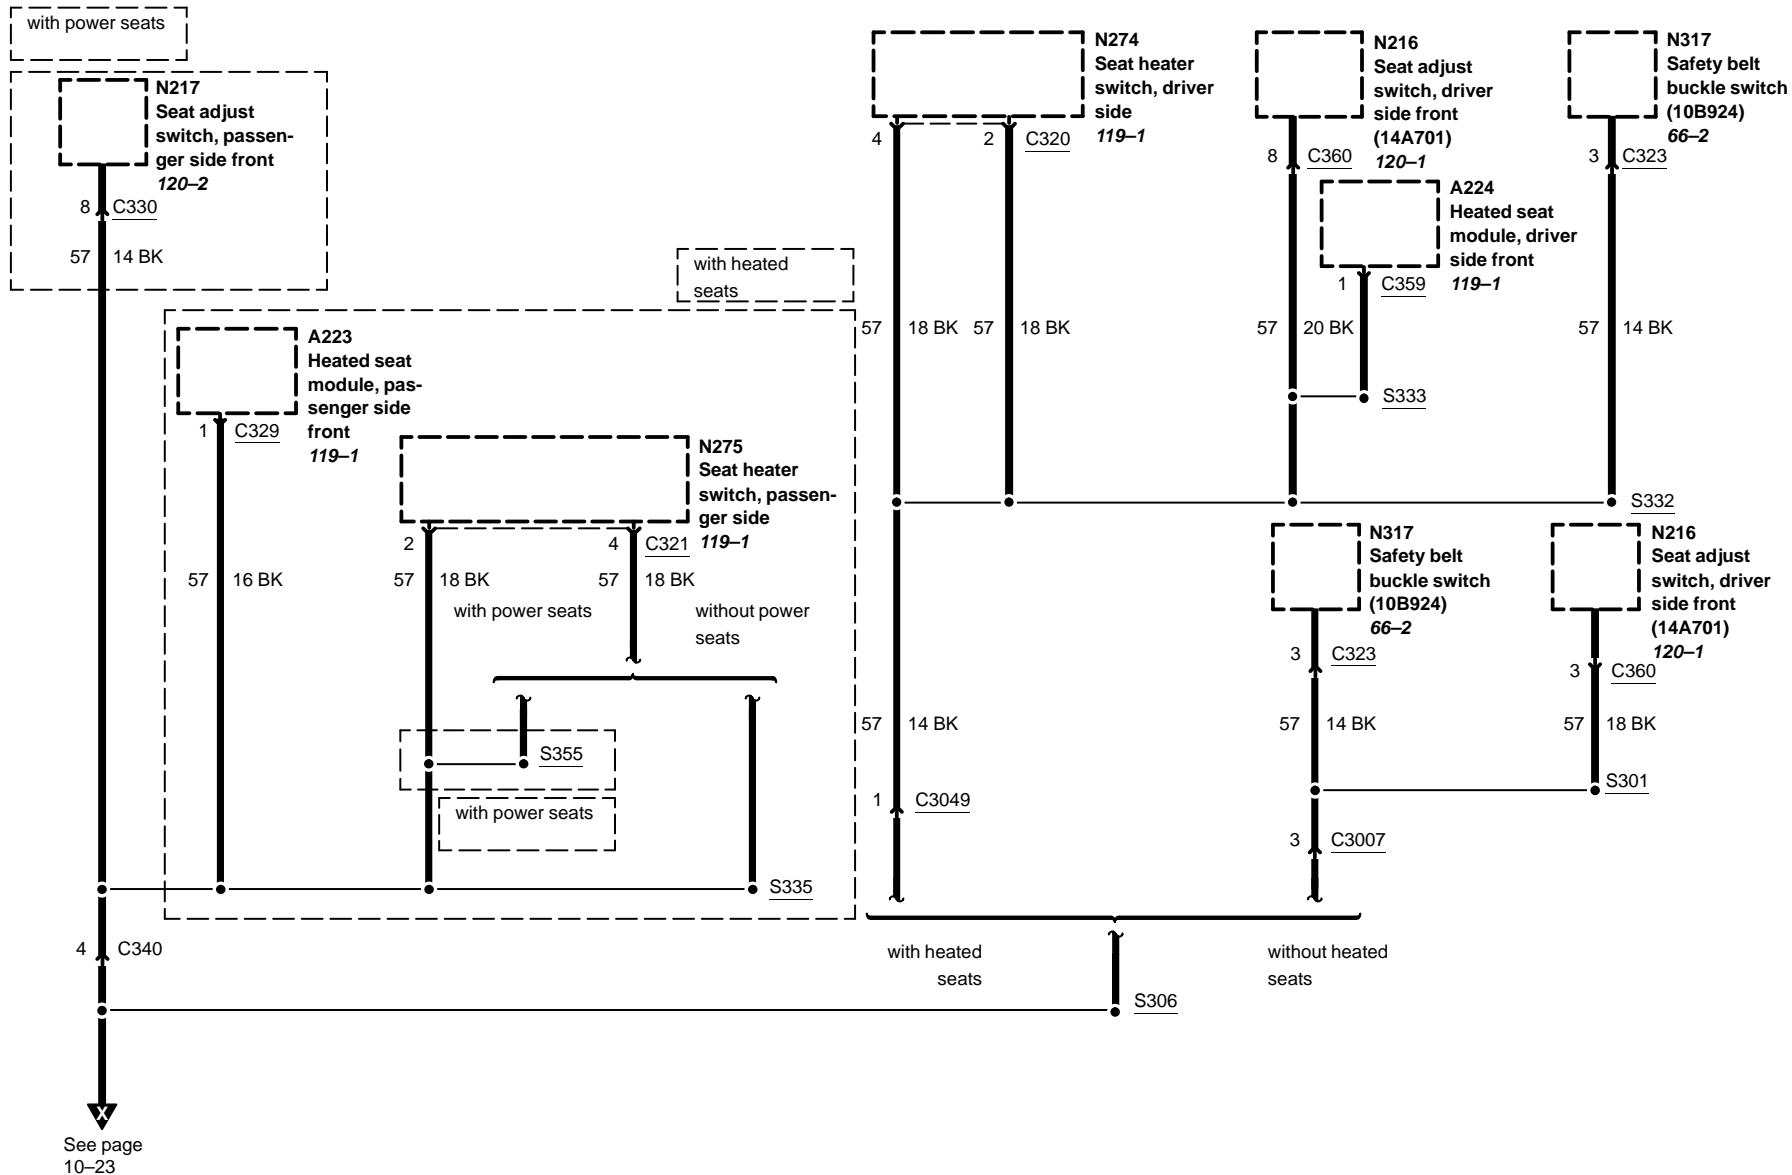 with power seats
N217
Seat adjust
switch, passen-
ger side front
120–2
8 C330
57 14 BK
with heated
seats
A223
Heated seat
module, pas-
senger side
front
119–1
1 C329
57 16 BK
N275
Seat heater
switch, passen-
ger side
119–1
2 4 C321
57 18 BK 57 18 BK
with power seats
without power
seats
S355
with power seats
S335
4 C340
N274
Seat heater
switch, driver
side
119–1
4 2 C320
57 18 BK 57 18 BK
N216
Seat adjust
switch, driver
side front
(14A701)
120–1
8 C360
57 20 BK
A224
Heated seat
module, driver
side front
119–1
1 C359
S333
N317
Safety belt
buckle switch
(10B924)
66–2
3 C323
57 14 BK
S332
N317
Safety belt
buckle switch
(10B924)
66–2
3 C323
57 14 BK
N216
Seat adjust
switch, driver
side front
(14A701)
120–1
3 C360
57 18 BK
S301
57 14 BK
1 C3049
3 C3007
with heated
seats
without heated
seats
S306
X
See page
10–23